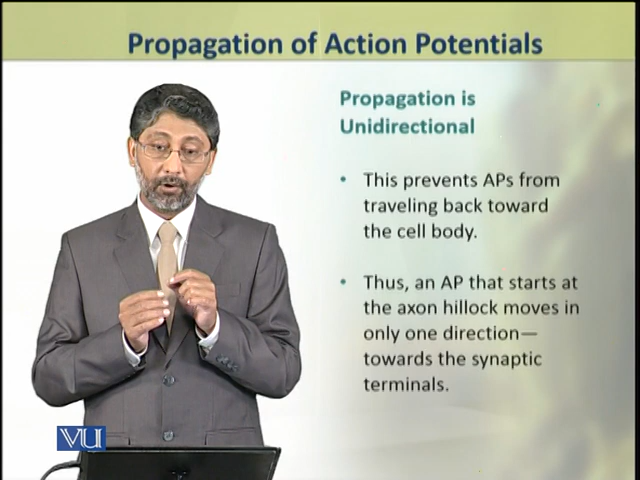 Propagation of Action Potentials
Propagation is
Unidirectional
• This prevents APs from
traveling back toward
the cell body.
• Thus, an AP that starts at
the axon hillock moves in
only one direction—
towards the synaptic
terminals.
VU